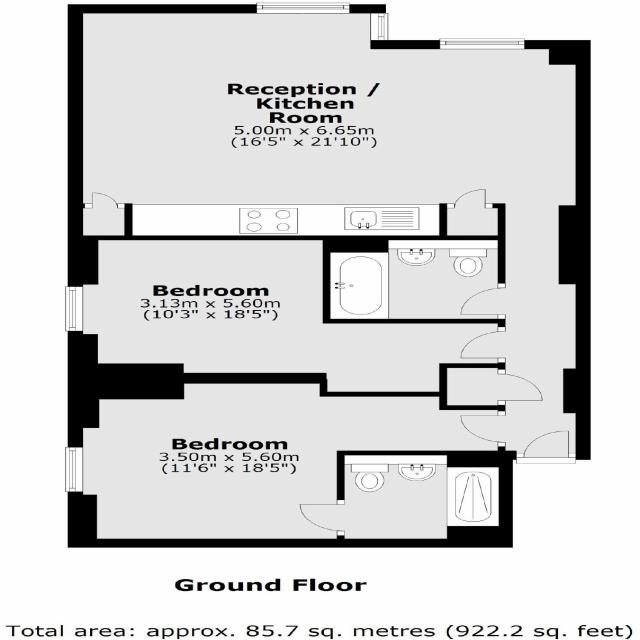 Reception /
Kitchen
Room
5.00m x 6.65m
(16'5" x 21'10")
Bedroom
3.13m x 5.60m
(10'3" x 18'5")
Bedroom
3.50m x 5.60m
(11'6" x 18'5")
Ground Floor
Total area: approx. 85.7 sq. metres (922.2 sq. feet)